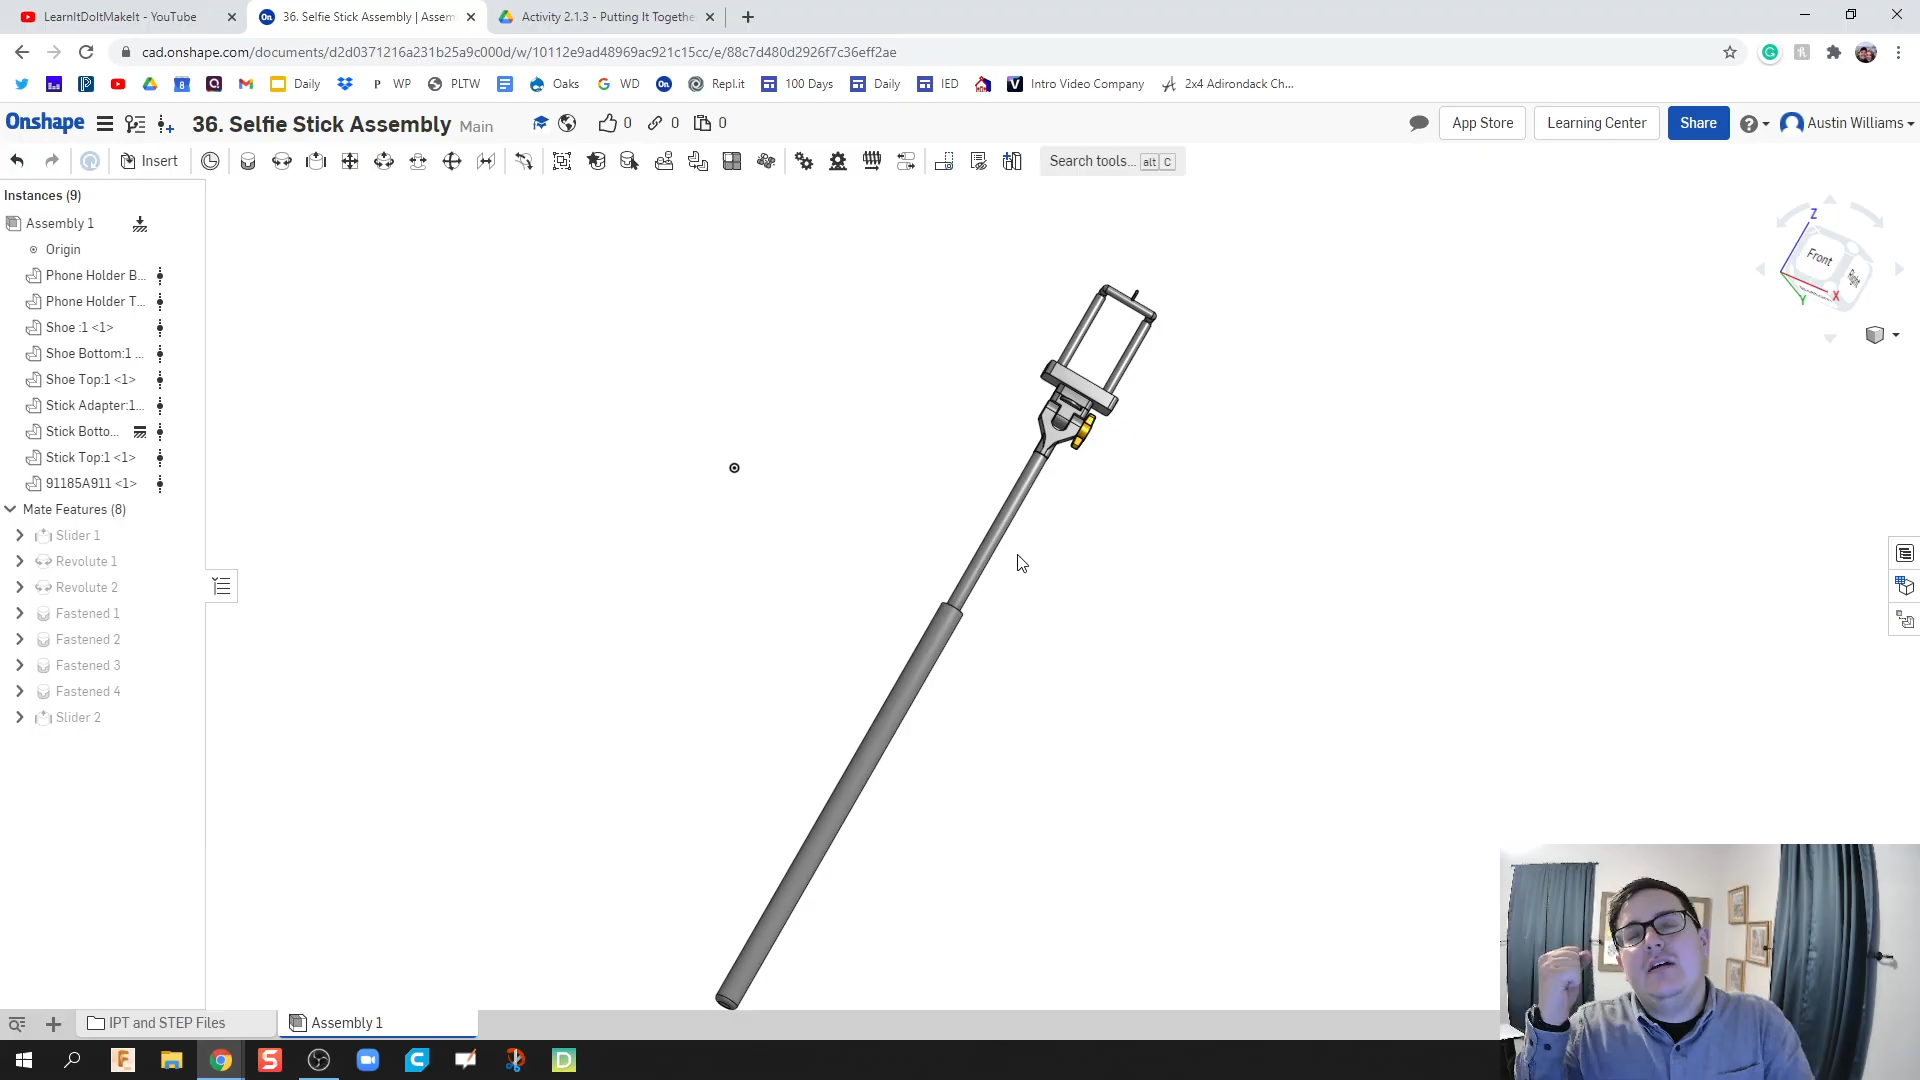 LearnItDoItMakeIt - YouTube
36. Selfie Stick Assembly | Assem
Activity 2.1.3 - Putting It Togethe
cad.onshape.com/documents/d2d0371216a231b25a9c000d/w/10112e9ad48969ac921c15cc/e/88c7d480d2926f7c36eff2ae
Daily
P WP
PLTW
Oaks
WD
Repl.it
100 Days
Daily
IED
Intro Video Company
2x4 Adirondack Ch...
Onshape
36. Selfie Stick Assembly Main
0
0
0
App Store
Learning Center
Share
Austin Williams
Insert
Search tools... alt C
Instances (9)
Assembly 1
Origin
Phone Holder B...
Phone Holder T...
Shoe :1 <1>
Shoe Bottom:1 ...
Shoe Top:1 <1>
Stick Adapter:1...
Stick Botto...
Stick Top:1 <1>
91185A911 <1>
Mate Features (8)
Slider 1
Revolute 1
Revolute 2
Fastened 1
Fastened 2
Fastened 3
Fastened 4
Slider 2
Z
Front
Right
X
Y
IPT and STEP Files
Assembly 1